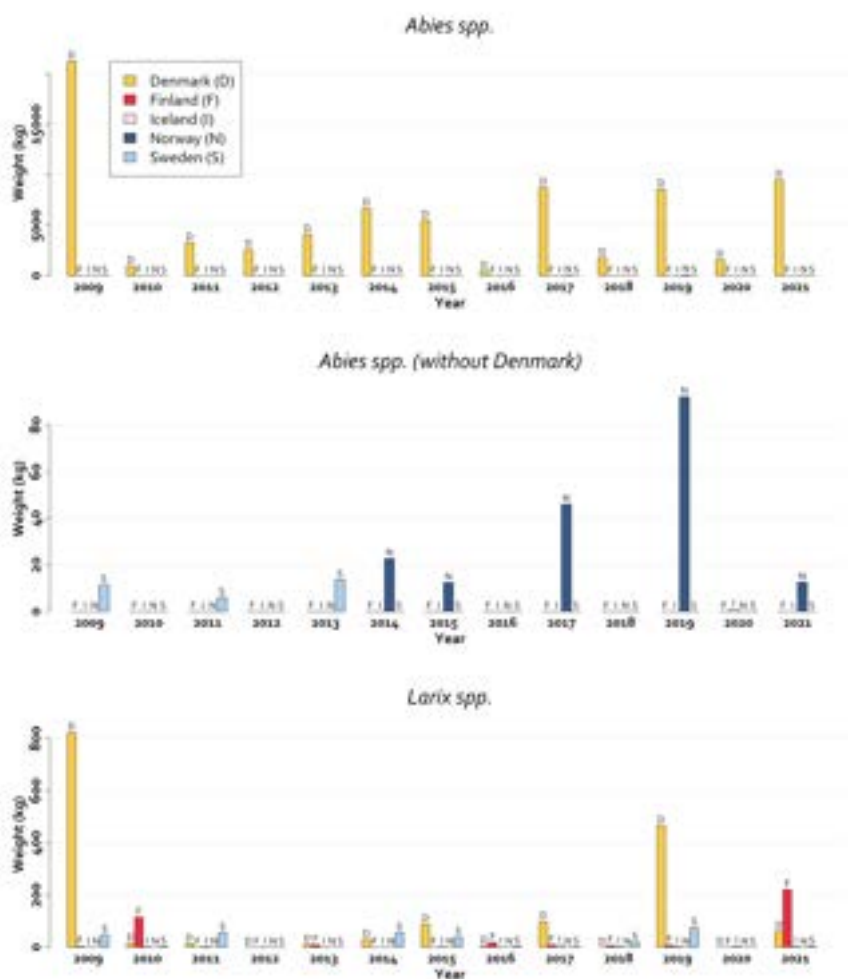 Abies spp.
Weight (kg)
15000
5000
0
Denmark (D)
Finland (F)
Iceland (I)
Norway (N)
Sweden (S)
D F I N S D F I N S D F I N S D F I N S D F I N S D F I N S D F I N S D F I N S D F I N S D F I N S D F I N S D F I N S D F I N S
2009 2010 2011 2012 2013 2014 2015 2016 2017 2018 2019 2020 2021
Year
Abies spp. (without Denmark)
Weight (kg)
80
60
40
20
0
F I N S F I N S F I N S F I N S F I N S F I N S F I N S F I N S F I N S F I N S F I N S F I N S F I N S
2009 2010 2011 2012 2013 2014 2015 2016 2017 2018 2019 2020 2021
Year
Larix spp.
Weight (kg)
800
600
400
200
0
D F I N S D F I N S D F I N S D F I N S D F I N S D F I N S D F I N S D F I N S D F I N S D F I N S D F I N S D F I N S D F I N S
2009 2010 2011 2012 2013 2014 2015 2016 2017 2018 2019 2020 2021
Year